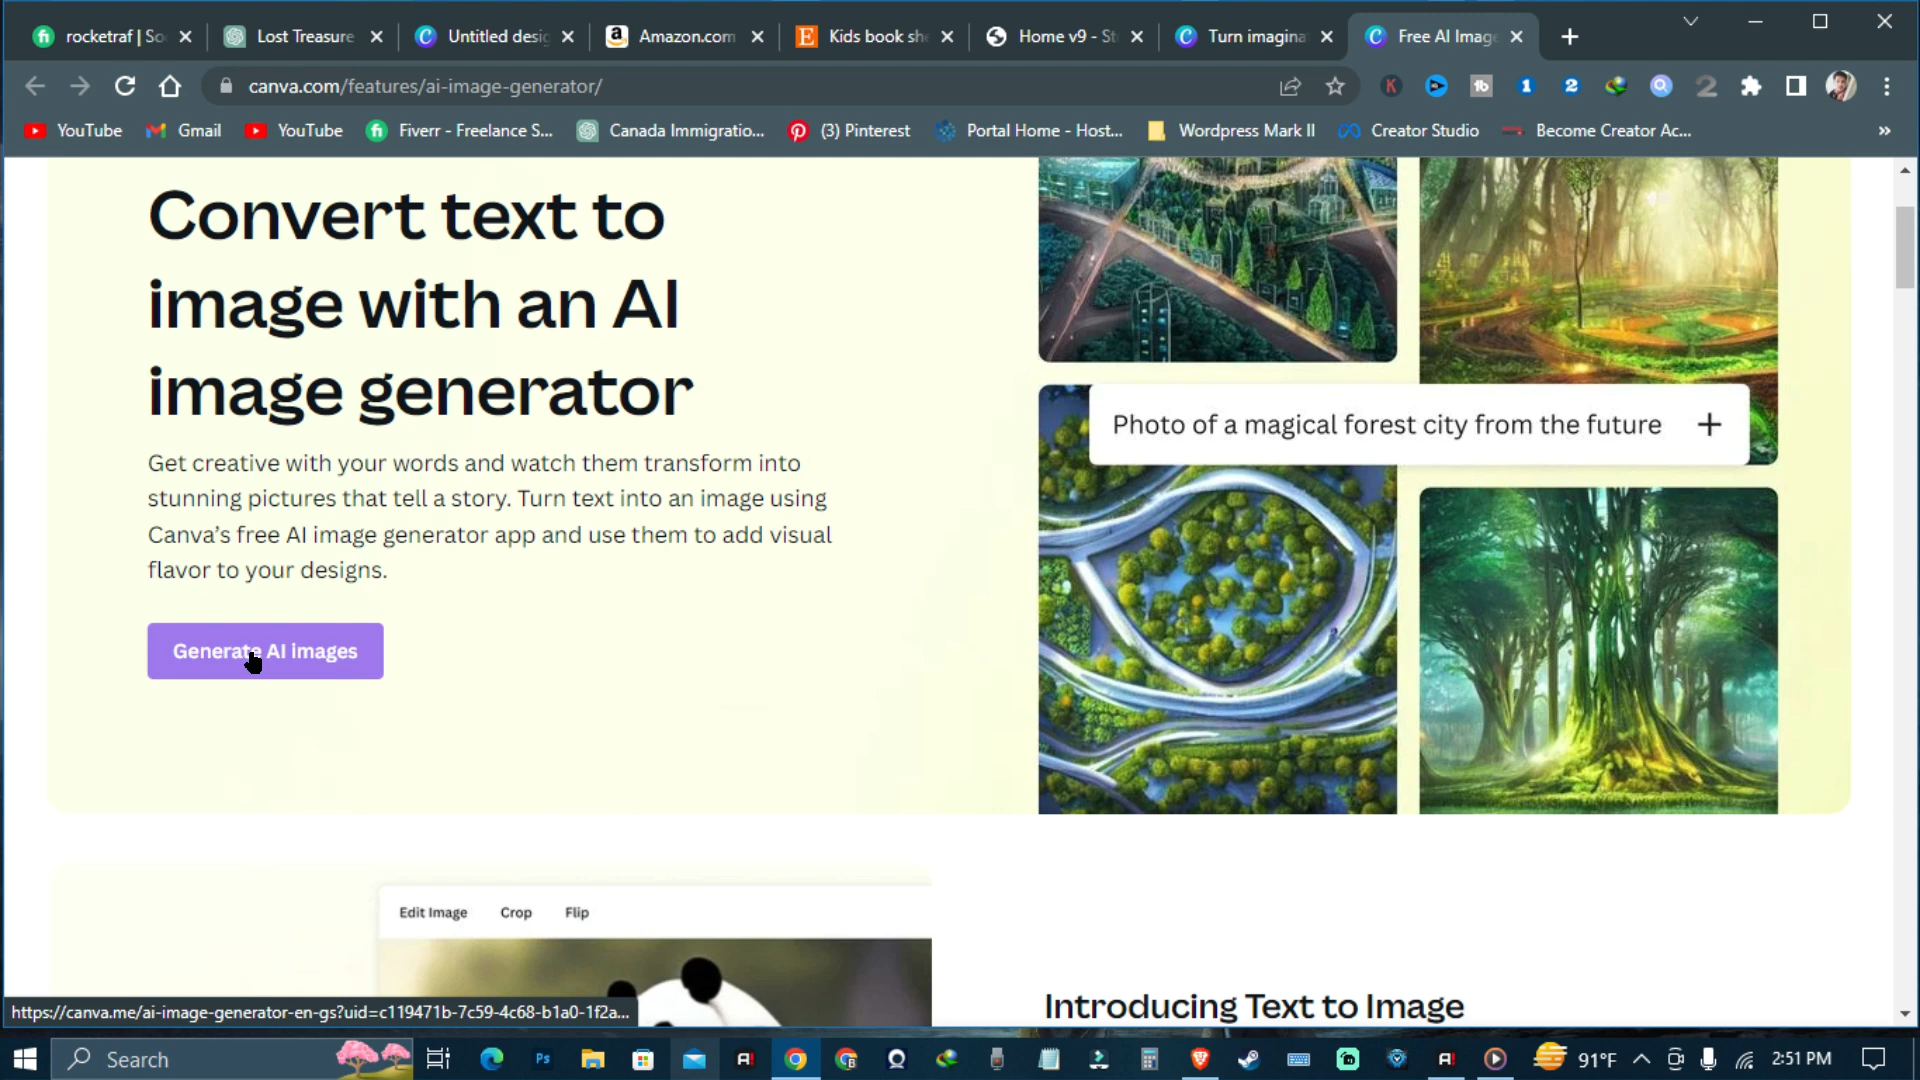 rocketraf | So
Lost Treasure
Untitled desig
Amazon.com
Kids book sh
Home v9 - St
Turn imagina
Free AI Imag
canva.com/features/ai-image-generator/
YouTube
Gmail
YouTube
Fiverr - Freelance S...
Canada Immigratio...
(3) Pinterest
Portal Home - Host...
Wordpress Mark II
Creator Studio
Become Creator Ac...
»
Convert text to
image with an AI
image generator
Get creative with your words and watch them transform into
stunning pictures that tell a story. Turn text into an image using
Canva’s free AI image generator app and use them to add visual
flavor to your designs.
Generate AI images
Photo of a magical forest city from the future +
Edit Image Crop Flip
Introducing Text to Image
https://canva.me/ai-image-generator-en-gs?uid=c119471b-7c59-4c68-b1a0-1f2a...
Search
91°F
2:51 PM